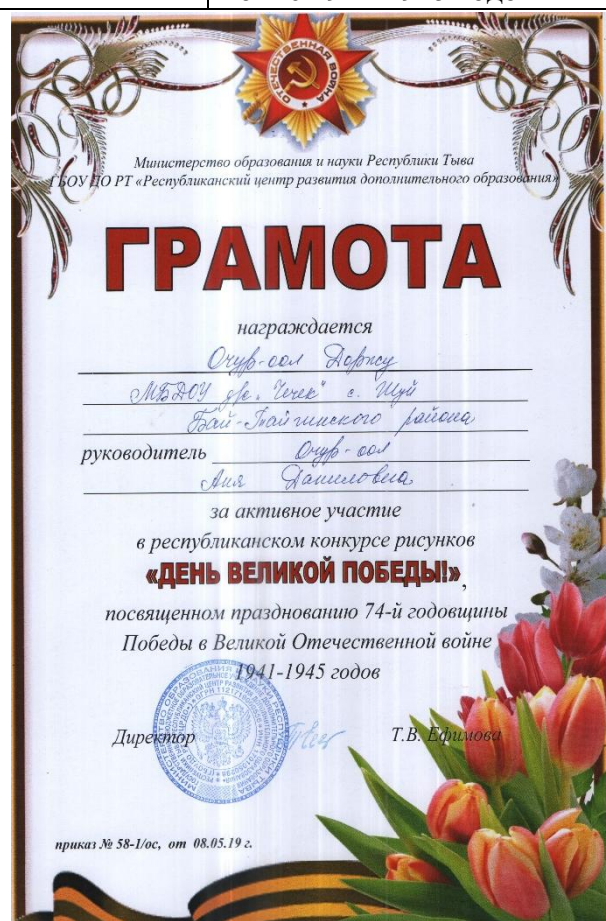 ОТЕЧЕСТВЕННАЯ ВОЙНА
Министерство образования и науки Республики Тыва
ГБОУ ДО РТ «Республиканский центр развития дополнительного образования»
ГРАМОТА
награждается
Очур-оол Доржу
МБДОУ д/с "Чечек" с. Шуй
Бай-Тайгинского района
руководитель Очур-оол
Аня Даниловна
за активное участие
в республиканском конкурсе рисунков
«ДЕНЬ ВЕЛИКОЙ ПОБЕДЫ!»,
посвященном празднованию 74-й годовщины
Победы в Великой Отечественной войне
1941-1945 годов
Директор Т.В. Ефимова
приказ № 58-1/ос, от 08.05.19 г.